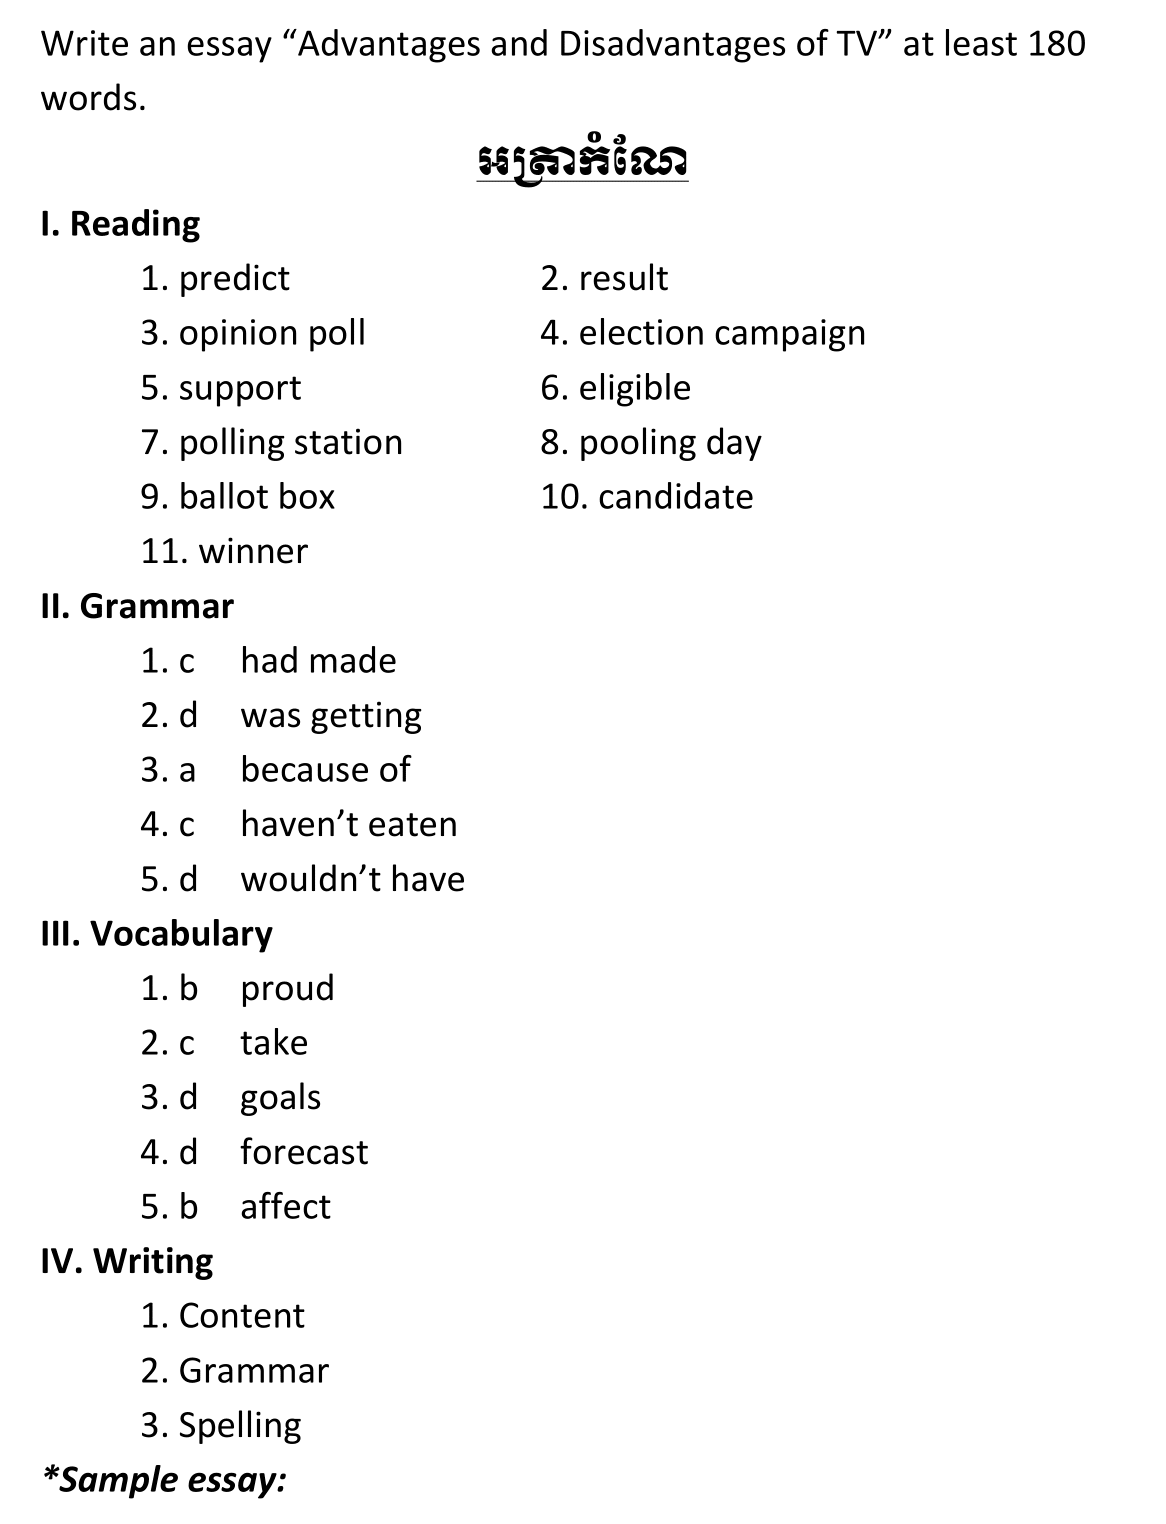 Write an essay “Advantages and Disadvantages of TV” at least 180
words.
អត្រាកំណែ
I. Reading
1. predict 2. result
3. opinion poll 4. election campaign
5. support 6. eligible
7. polling station 8. pooling day
9. ballot box 10. candidate
11. winner
II. Grammar
1. c had made
2. d was getting
3. a because of
4. c haven’t eaten
5. d wouldn’t have
III. Vocabulary
1. b proud
2. c take
3. d goals
4. d forecast
5. b affect
IV. Writing
1. Content
2. Grammar
3. Spelling
*Sample essay: